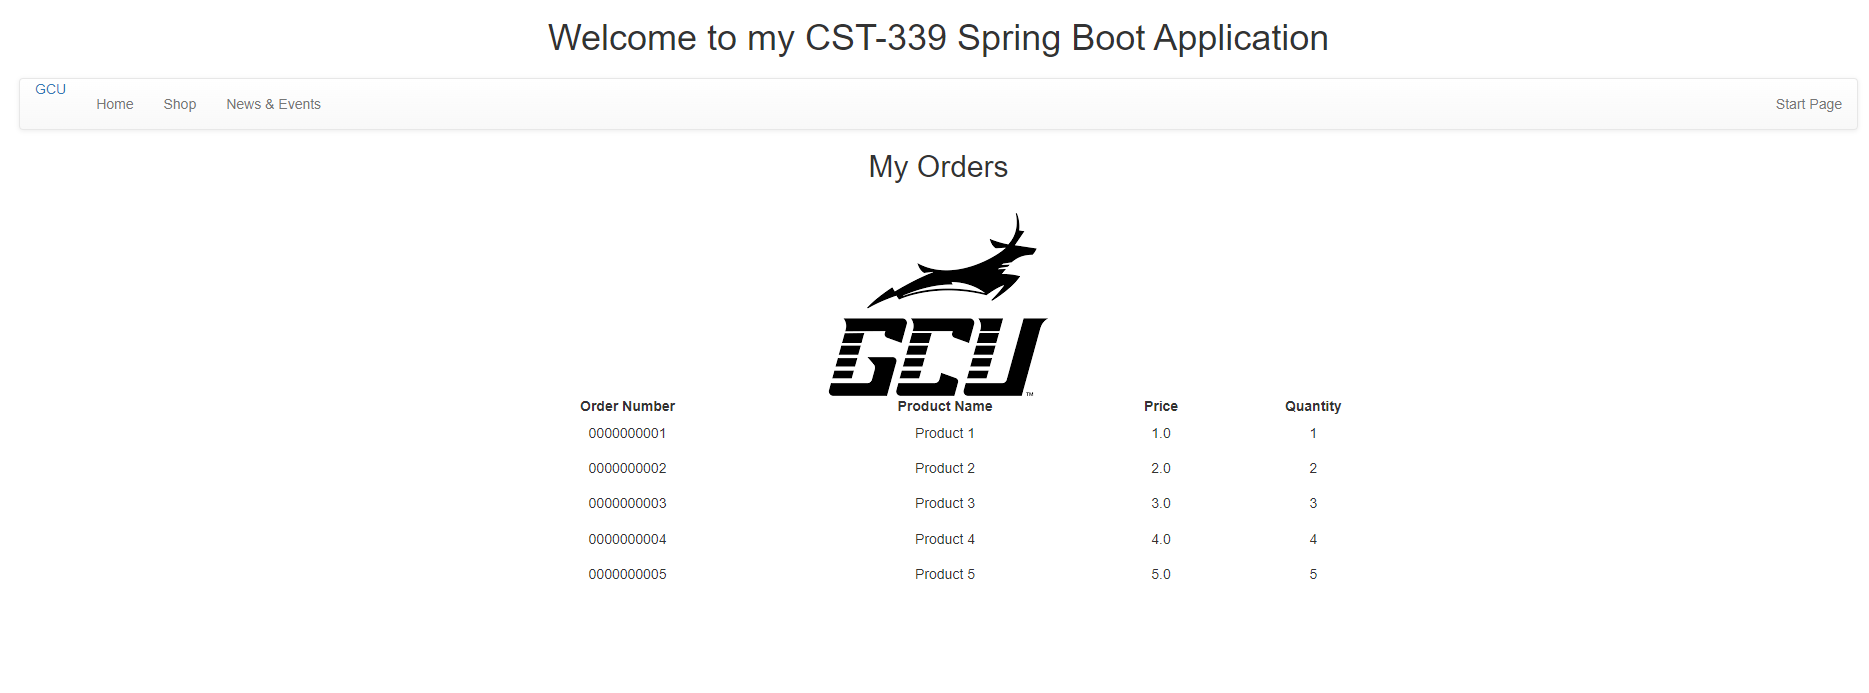 Welcome to my CST-339 Spring Boot Application
GCU Home Shop News & Events Start Page
My Orders
GCU™
Order Number Product Name Price Quantity
0000000001 Product 1 1.0 1
0000000002 Product 2 2.0 2
0000000003 Product 3 3.0 3
0000000004 Product 4 4.0 4
0000000005 Product 5 5.0 5